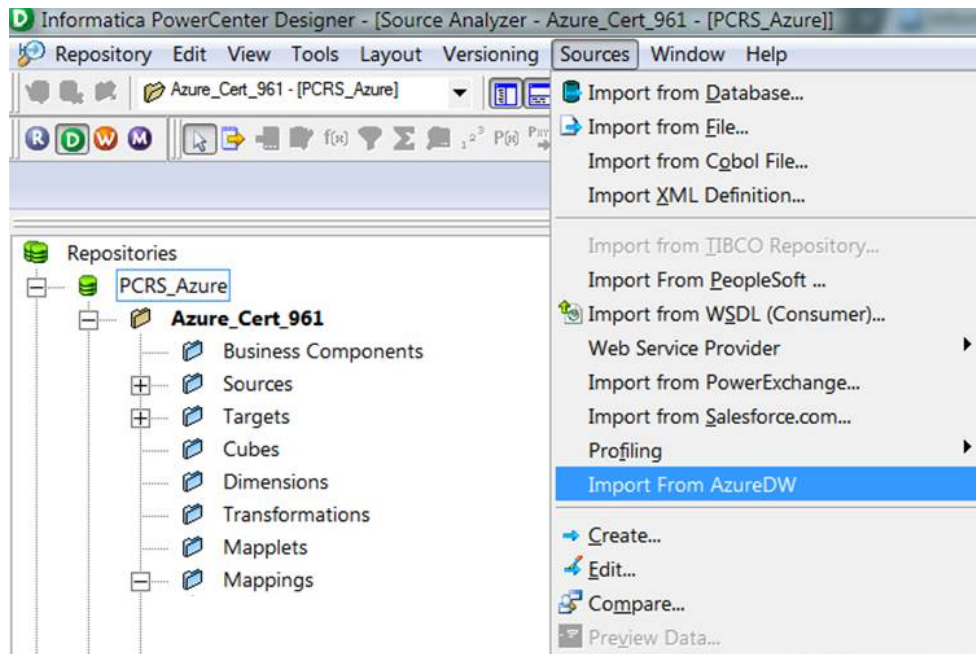 Informatica PowerCenter Designer - [Source Analyzer - Azure_Cert_961 - [PCRS_Azure]]
Repository Edit View Tools Layout Versioning Sources Window Help
Azure_Cert_961 - [PCRS_Azure]
R D W M f(x) Σ P(x)
Import from Database...
Import from File...
Import from Cobol File...
Import XML Definition...
Import from TIBCO Repository...
Import From PeopleSoft ...
Import from WSDL (Consumer)...
Web Service Provider
Import from PowerExchange...
Import from Salesforce.com...
Profiling
Import From AzureDW
Create...
Edit...
Compare...
Preview Data...
Repositories
PCRS_Azure
Azure_Cert_961
Business Components
Sources
Targets
Cubes
Dimensions
Transformations
Mapplets
Mappings